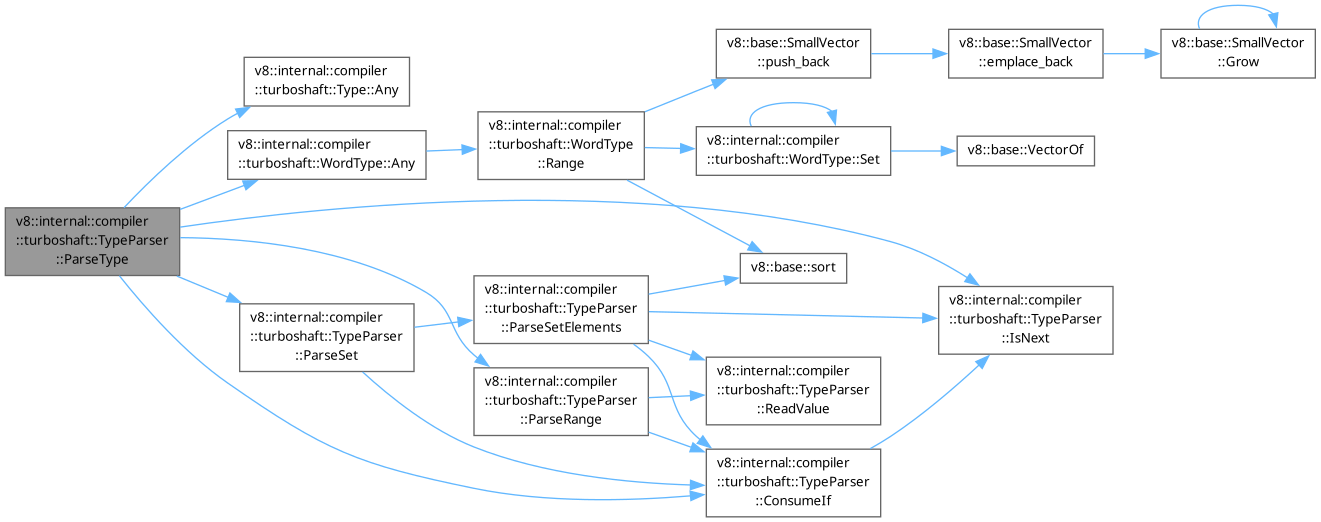 v8::base::SmallVector
::push_back
v8::base::SmallVector
::emplace_back
v8::base::SmallVector
::Grow
v8::internal::compiler
::turboshaft::Type::Any
v8::internal::compiler
::turboshaft::WordType::Any
v8::internal::compiler
::turboshaft::WordType
::Range
v8::internal::compiler
::turboshaft::WordType::Set
v8::base::VectorOf
v8::internal::compiler
::turboshaft::TypeParser
::ParseType
v8::base::sort
v8::internal::compiler
::turboshaft::TypeParser
::ParseSet
v8::internal::compiler
::turboshaft::TypeParser
::ParseSetElements
v8::internal::compiler
::turboshaft::TypeParser
::IsNext
v8::internal::compiler
::turboshaft::TypeParser
::ParseRange
v8::internal::compiler
::turboshaft::TypeParser
::ReadValue
v8::internal::compiler
::turboshaft::TypeParser
::ConsumeIf